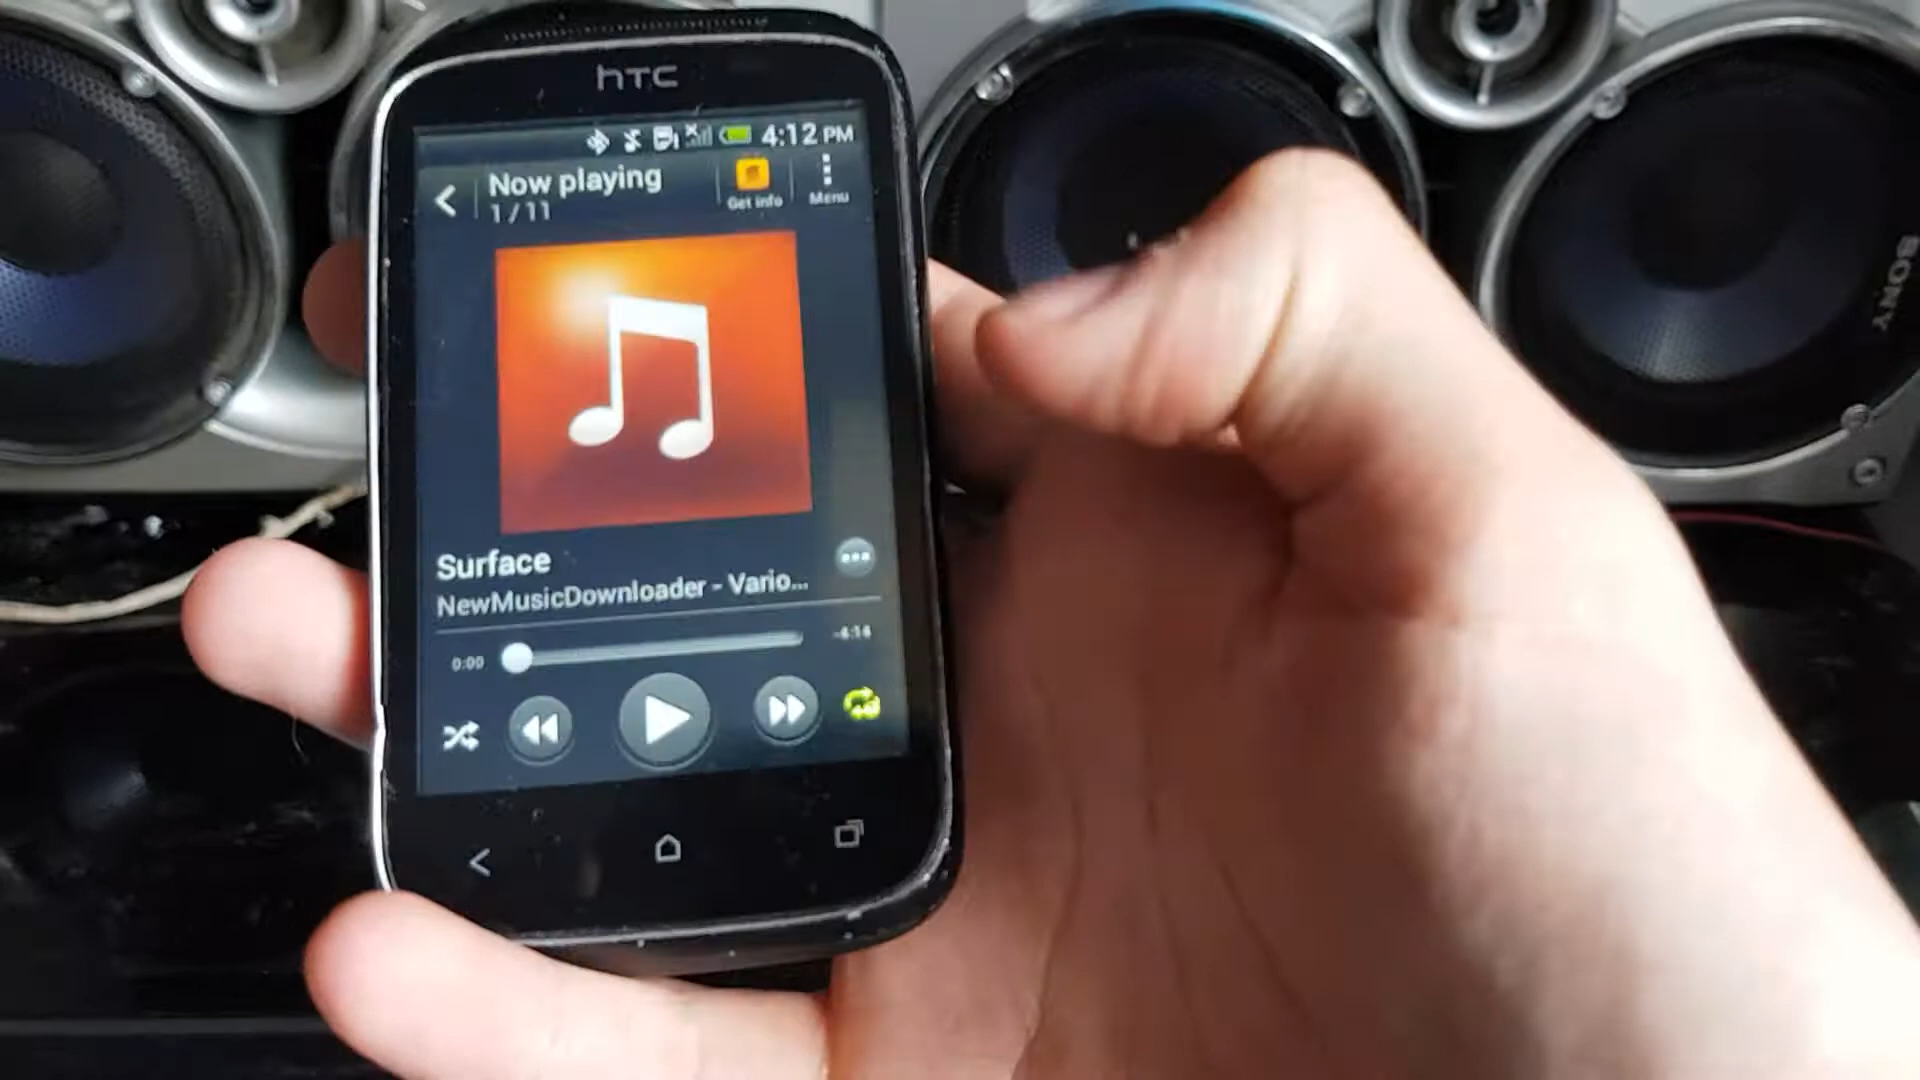 hTC
4:12 PM
Now playing
1 / 11
Get info
Menu
Surface
NewMusicDownloader - Vario...
0:00
-4:14
SONY